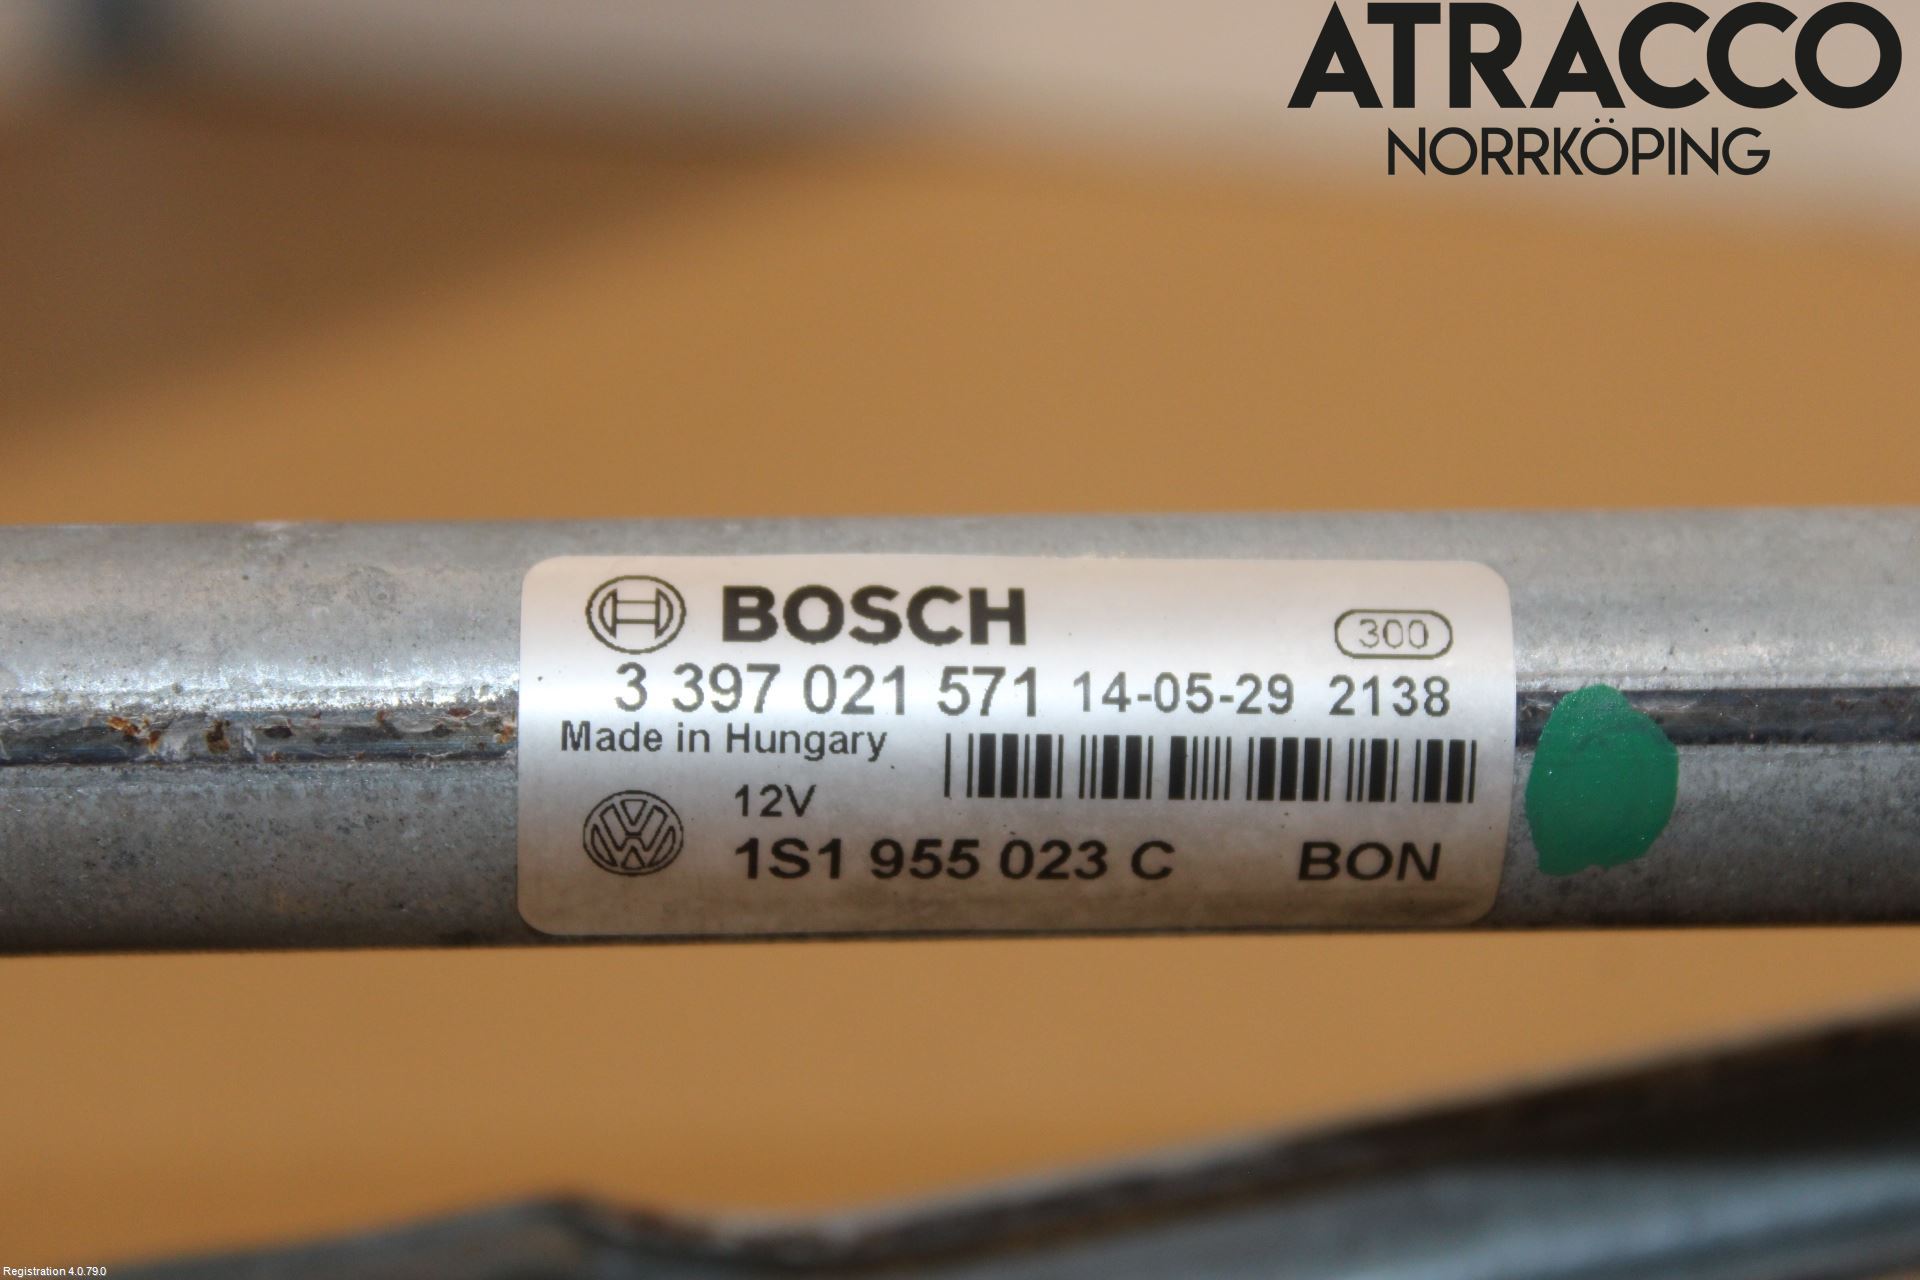 ATRACCO
NORRKÖPING
BOSCH 300
3 397 021 571 14-05-29 2138
Made in Hungary
12V
1S1 955 023 C BON
Registration 4.0.79.0